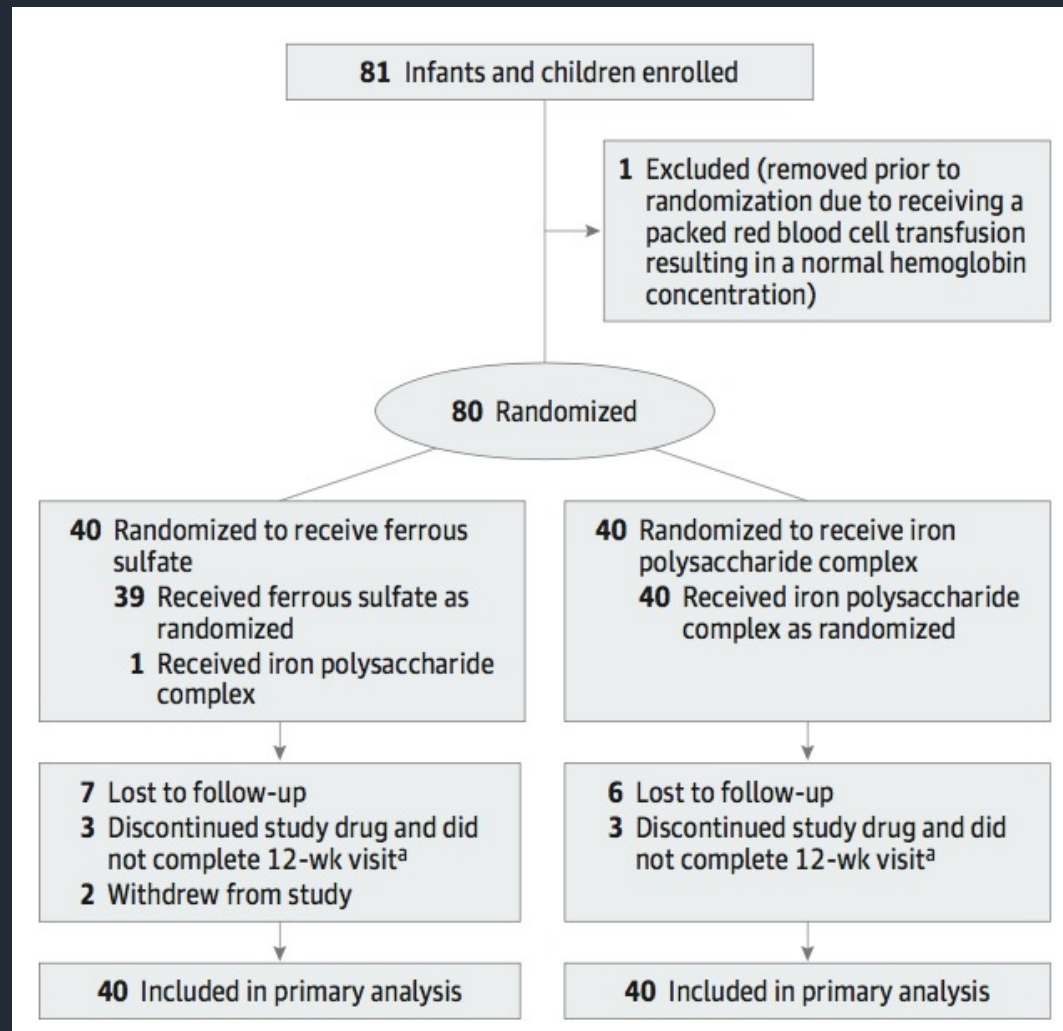 81 Infants and children enrolled
1 Excluded (removed prior to
randomization due to receiving a
packed red blood cell transfusion
resulting in a normal hemoglobin
concentration)
80 Randomized
40 Randomized to receive ferrous
sulfate
39 Received ferrous sulfate as
randomized
1 Received iron polysaccharide
complex
40 Randomized to receive iron
polysaccharide complex
40 Received iron polysaccharide
complex as randomized
7 Lost to follow-up
3 Discontinued study drug and did
not complete 12-wk visitᵃ
2 Withdrew from study
6 Lost to follow-up
3 Discontinued study drug and did
not complete 12-wk visitᵃ
40 Included in primary analysis
40 Included in primary analysis